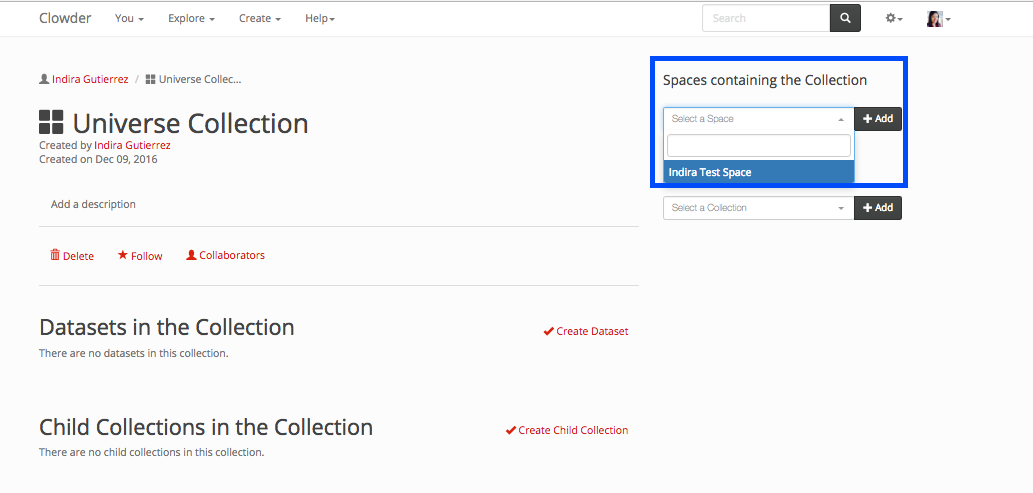 Clowder You Explore Create Help Search
Indira Gutierrez / Universe Collec...
Universe Collection
Created by Indira Gutierrez
Created on Dec 09, 2016
Add a description
Delete Follow Collaborators
Datasets in the Collection
Create Dataset
There are no datasets in this collection.
Child Collections in the Collection
Create Child Collection
There are no child collections in this collection.
Spaces containing the Collection
Select a Space
Add
Indira Test Space
Select a Collection
Add